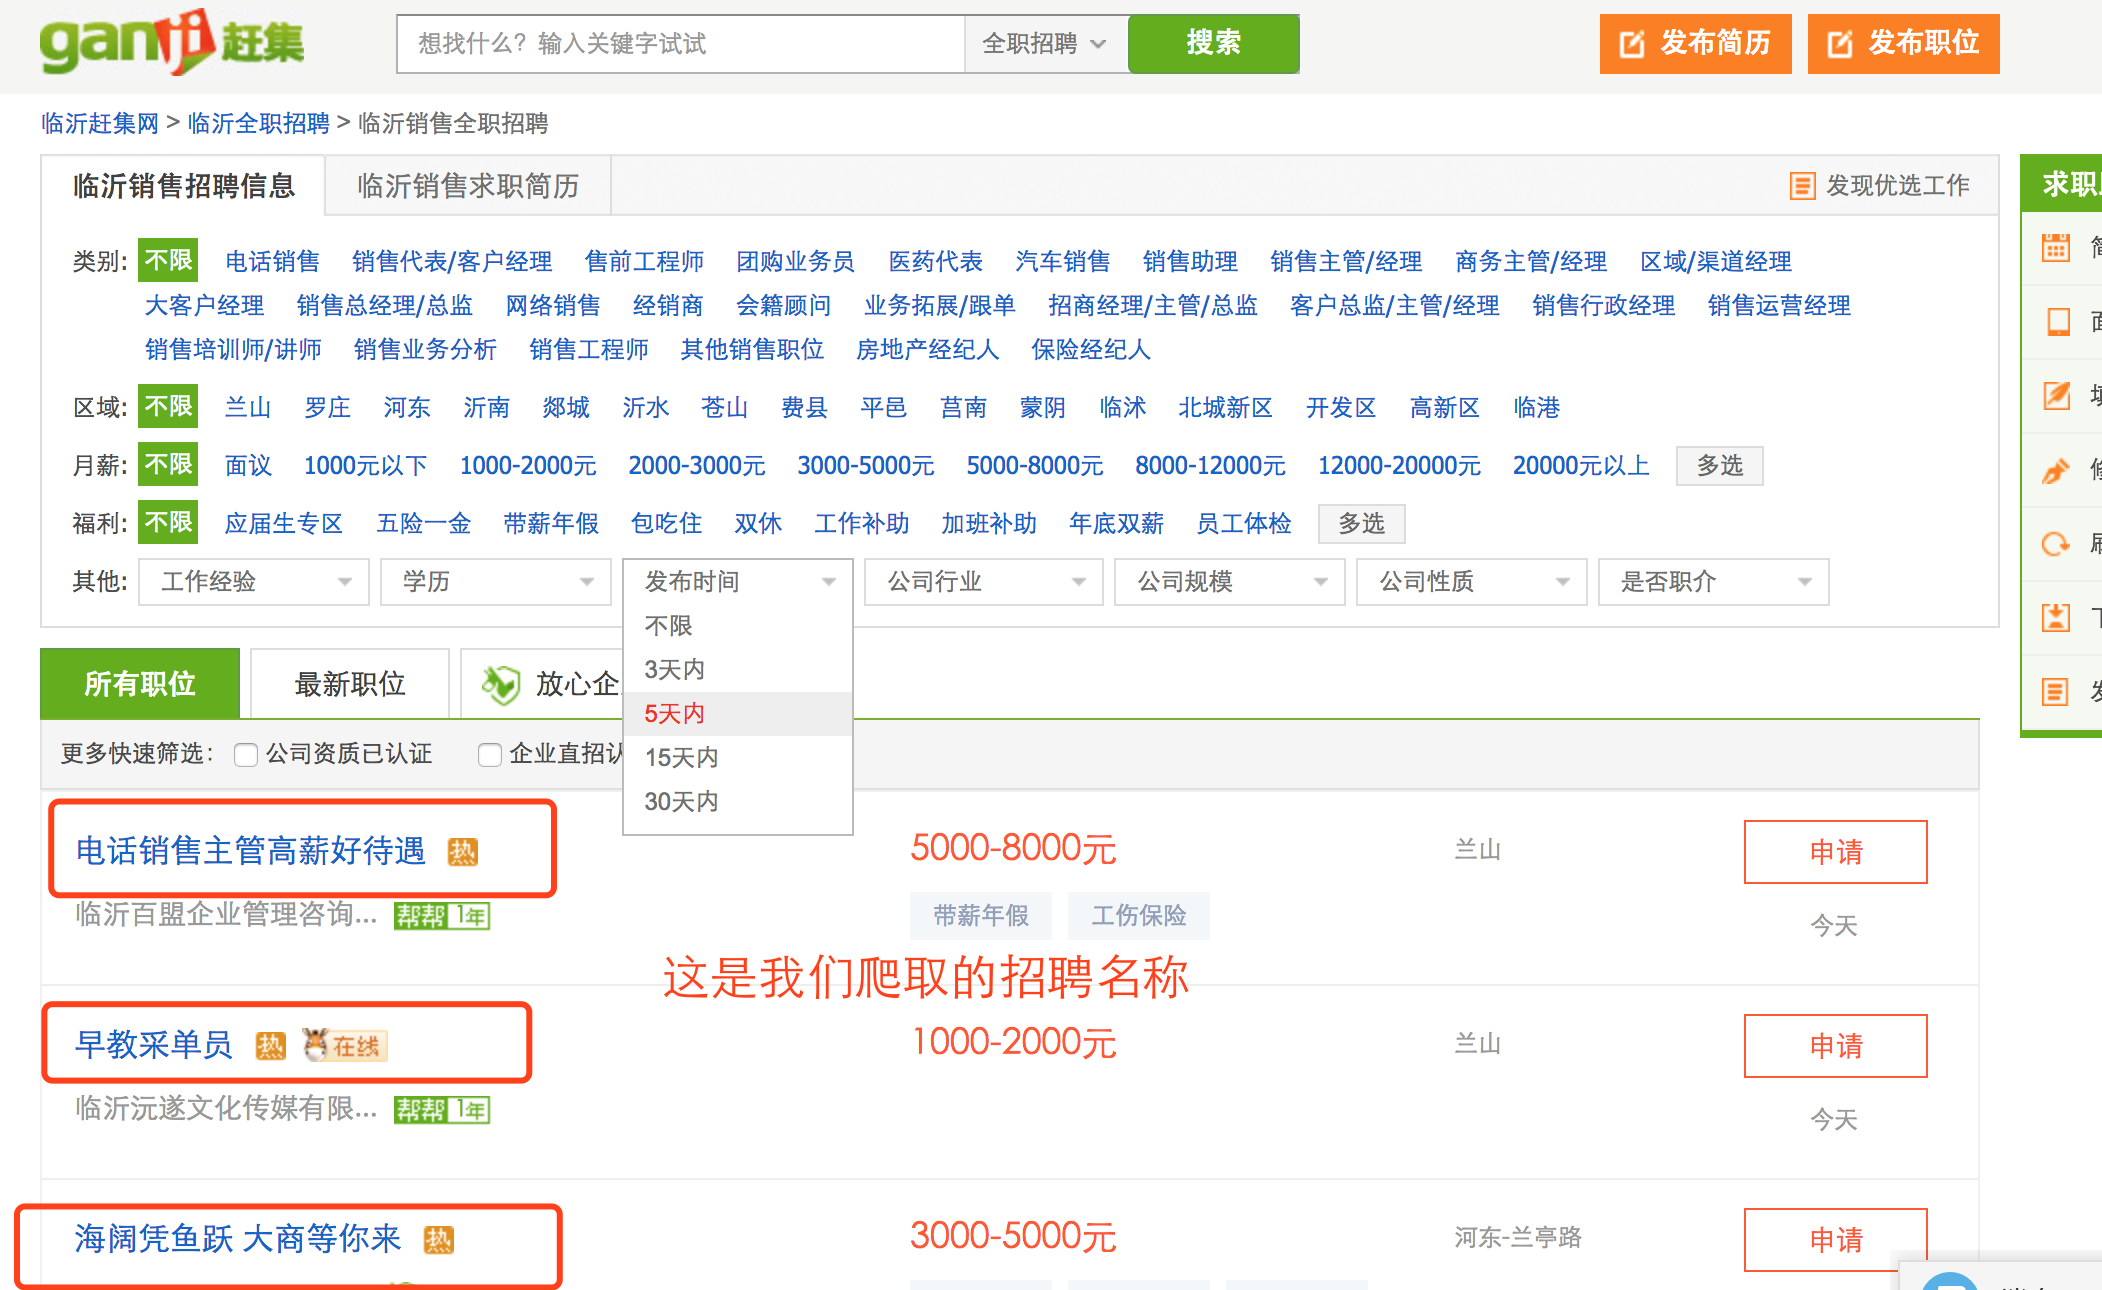 ganji赶集
想找什么？输入关键字试试
全职招聘
搜索
发布简历
发布职位
临沂赶集网 > 临沂全职招聘 > 临沂销售全职招聘
临沂销售招聘信息
临沂销售求职简历
发现优选工作
类别: 不限 电话销售 销售代表/客户经理 售前工程师 团购业务员 医药代表 汽车销售 销售助理 销售主管/经理 商务主管/经理 区域/渠道经理
大客户经理 销售总经理/总监 网络销售 经销商 会籍顾问 业务拓展/跟单 招商经理/主管/总监 客户总监/主管/经理 销售行政经理 销售运营经理
销售培训师/讲师 销售业务分析 销售工程师 其他销售职位 房地产经纪人 保险经纪人
区域: 不限 兰山 罗庄 河东 沂南 郯城 沂水 苍山 费县 平邑 莒南 蒙阴 临沭 北城新区 开发区 高新区 临港
月薪: 不限 面议 1000元以下 1000-2000元 2000-3000元 3000-5000元 5000-8000元 8000-12000元 12000-20000元 20000元以上 多选
福利: 不限 应届生专区 五险一金 带薪年假 包吃住 双休 工作补助 加班补助 年底双薪 员工体检 多选
其他: 工作经验 学历 发布时间 公司行业 公司规模 公司性质 是否职介
不限
3天内
5天内
15天内
30天内
所有职位
最新职位
放心企
更多快速筛选： 公司资质已认证 企业直招认
电话销售主管高薪好待遇 热
5000-8000元
兰山
申请
临沂百盟企业管理咨询... 帮帮 1年
带薪年假 工伤保险
今天
这是我们爬取的招聘名称
早教采单员 热 在线
1000-2000元
兰山
申请
临沂沅遂文化传媒有限... 帮帮 1年
今天
海阔凭鱼跃 大商等你来 热
3000-5000元
河东-兰亭路
申请
求职